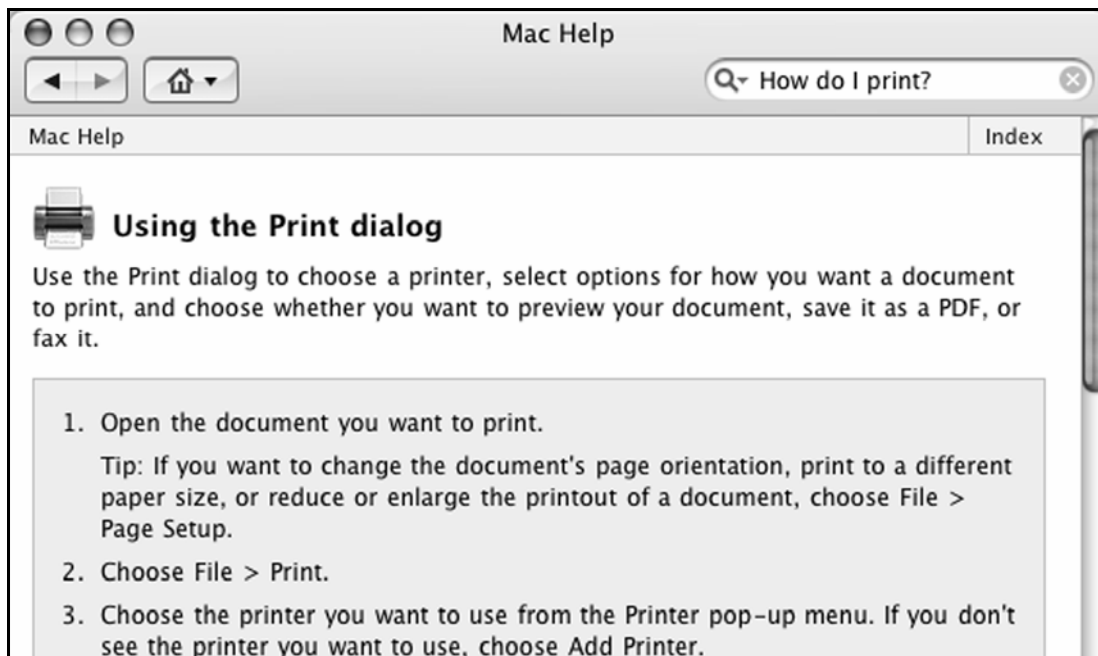 Mac Help
How do I print?
Mac Help
Index
Using the Print dialog
Use the Print dialog to choose a printer, select options for how you want a document
to print, and choose whether you want to preview your document, save it as a PDF, or
fax it.
1. Open the document you want to print.
Tip: If you want to change the document's page orientation, print to a different
paper size, or reduce or enlarge the printout of a document, choose File >
Page Setup.
2. Choose File > Print.
3. Choose the printer you want to use from the Printer pop-up menu. If you don't
see the printer you want to use, choose Add Printer.